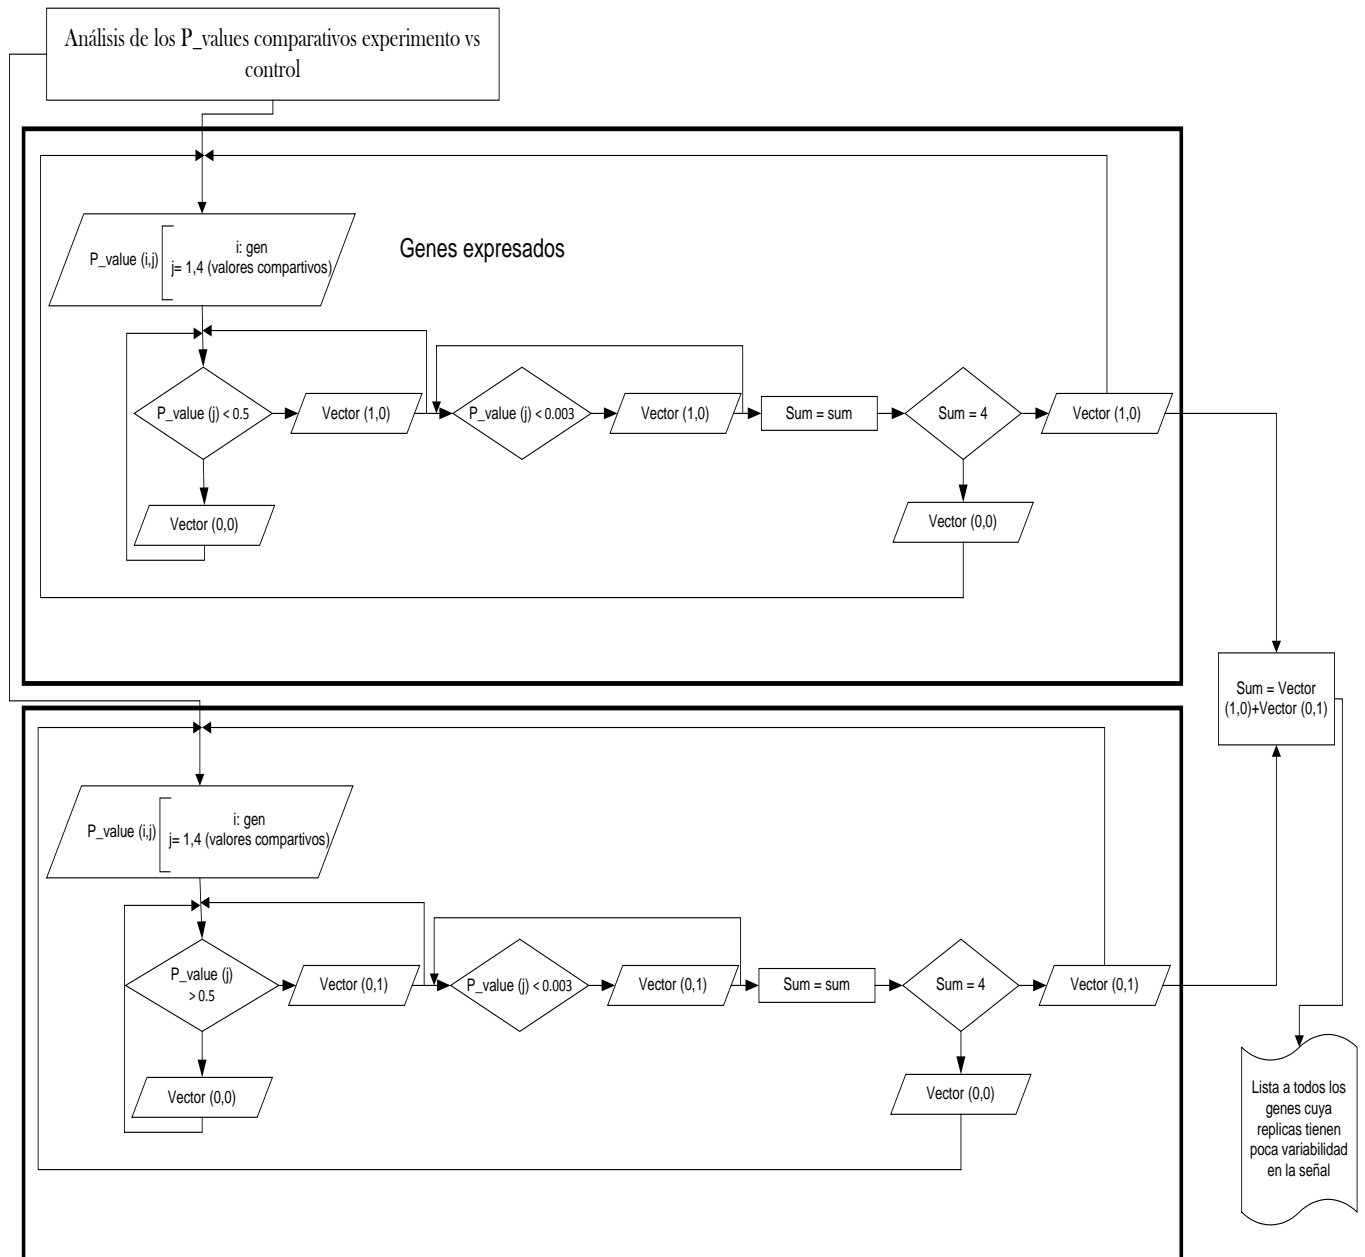 Análisis de los P_values comparativos experimento vs
control
P_value (i,j)
i: gen
j= 1,4 (valores compartivos)
Genes expresados
P_value (j) < 0.5
Vector (1,0)
P_value (j) < 0.003
Vector (1,0)
Sum = sum
Sum = 4
Vector (1,0)
Vector (0,0)
Vector (0,0)
Sum = Vector
(1,0)+Vector (0,1)
P_value (i,j)
i: gen
j= 1,4 (valores compartivos)
P_value (j)
> 0.5
Vector (0,1)
P_value (j) < 0.003
Vector (0,1)
Sum = sum
Sum = 4
Vector (0,1)
Vector (0,0)
Vector (0,0)
Lista a todos los
genes cuya
replicas tienen
poca variabilidad
en la señal